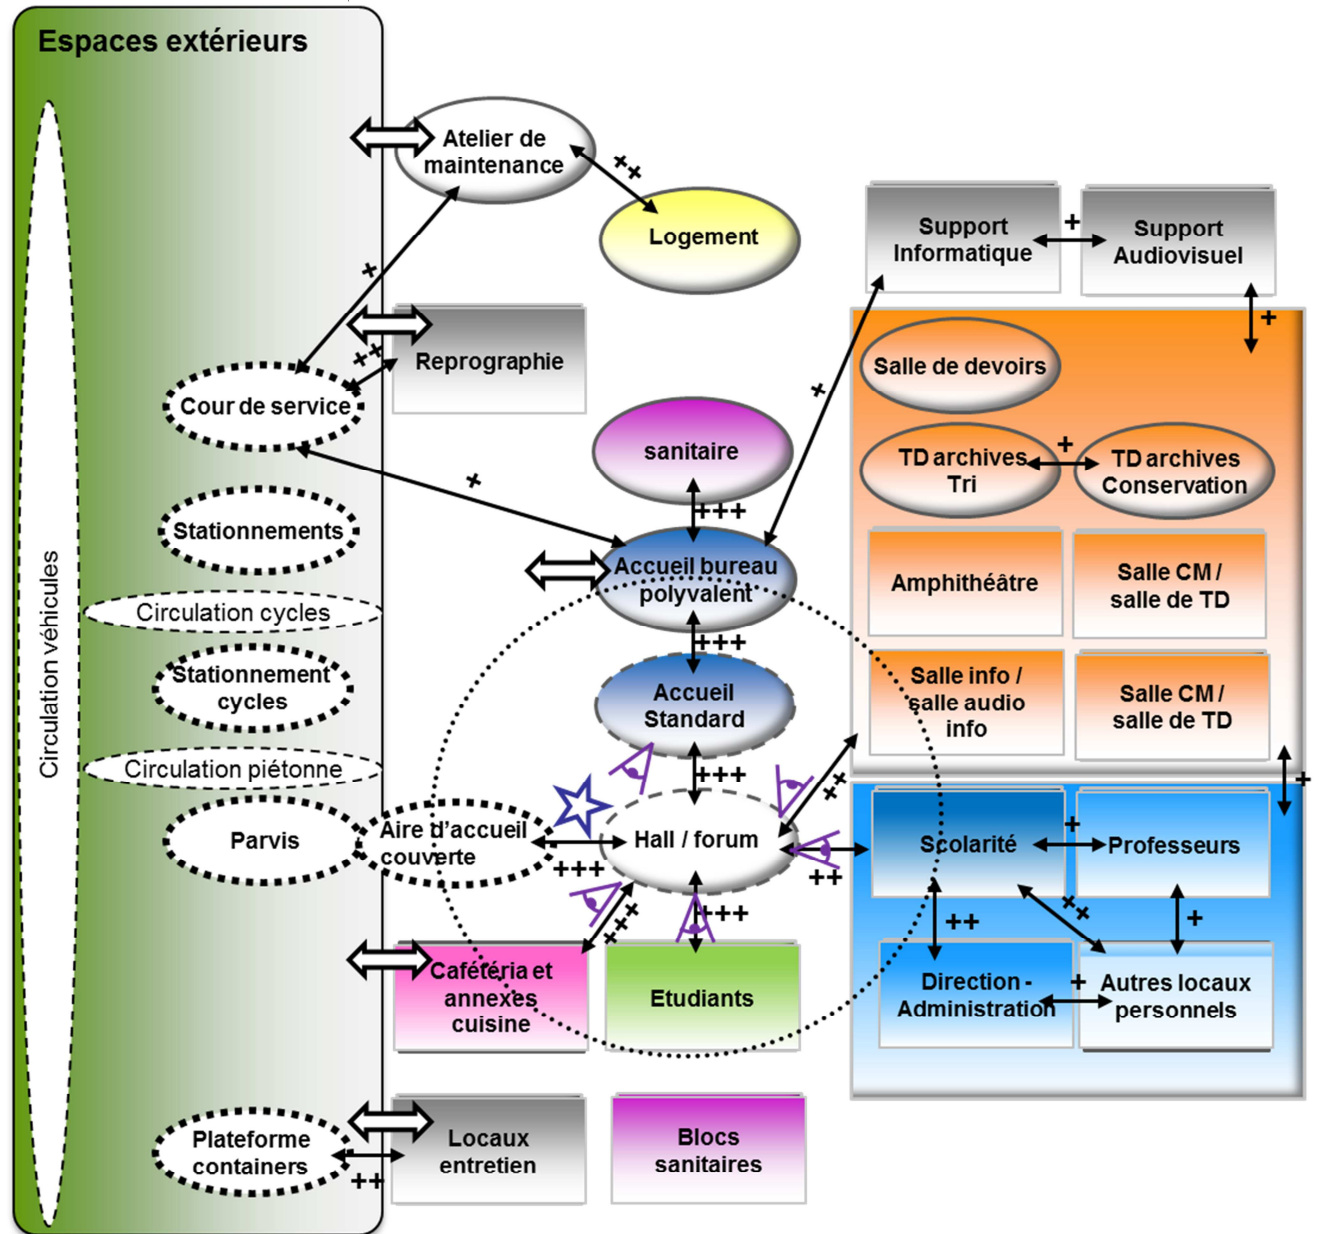 Espaces extérieurs
Circulation véhicules
Atelier de
maintenance
++
Logement
+
Reprographie
++
Cour de service
+
Stationnements
Circulation cycles
Stationnement
cycles
Circulation piétonne
Parvis
Aire d'accueil
couverte
+++
Plateforme
containers
++
Locaux
entretien
Blocs
sanitaires
sanitaire
+++
Accueil bureau
polyvalent
+++
Accueil
Standard
+++
Hall / forum
+++
+++
Cafétéria et
annexes
cuisine
Etudiants
++
++
+
Support
Informatique
+
Support
Audiovisuel
+
Salle de devoirs
TD archives
Tri
+
TD archives
Conservation
Amphithéâtre
Salle CM /
salle de TD
Salle info /
salle audio
info
Salle CM /
salle de TD
+
Scolarité
+
Professeurs
++
++
+
Direction -
Administration
+
Autres locaux
personnels